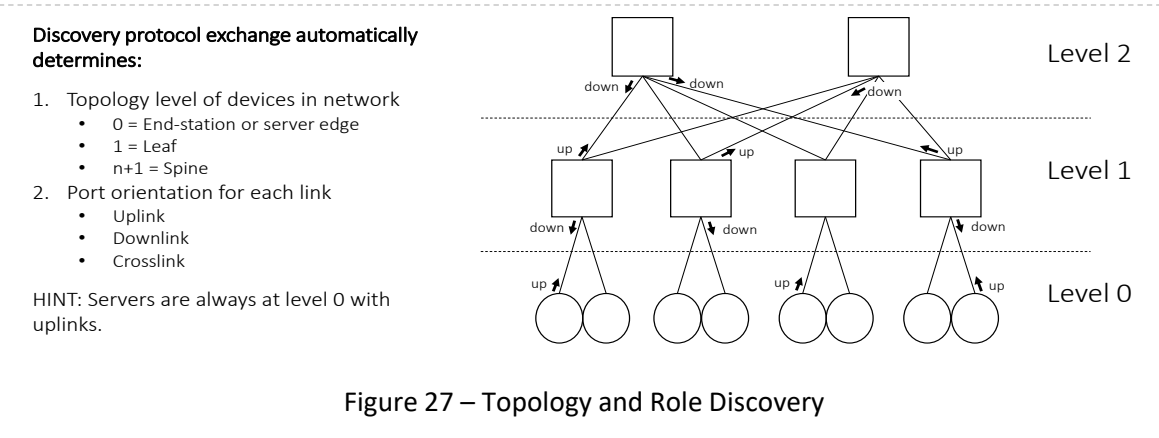 Discovery protocol exchange automatically
determines:
1. Topology level of devices in network
• 0 = End-station or server edge
• 1 = Leaf
• n+1 = Spine
2. Port orientation for each link
• Uplink
• Downlink
• Crosslink
HINT: Servers are always at level 0 with
uplinks.
Level 2
down
down
down
up
up
up
Level 1
down
down
down
up
up
up
Level 0
Figure 27 – Topology and Role Discovery